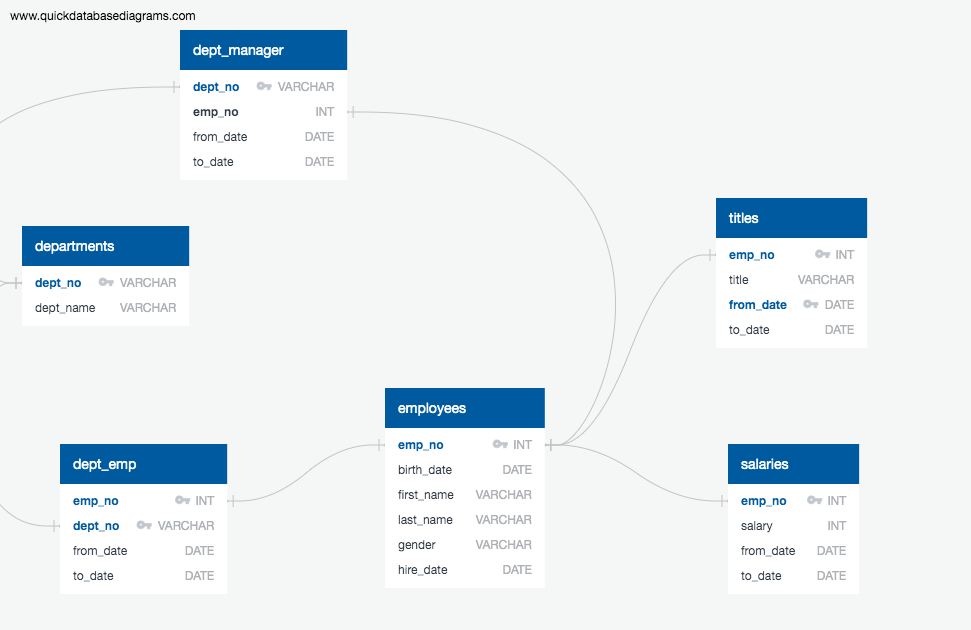 www.quickdatabasediagrams.com
dept_manager
dept_no VARCHAR
emp_no INT
from_date DATE
to_date DATE
titles
emp_no INT
title VARCHAR
from_date DATE
to_date DATE
departments
dept_no VARCHAR
dept_name VARCHAR
employees
emp_no INT
birth_date DATE
first_name VARCHAR
last_name VARCHAR
gender VARCHAR
hire_date DATE
dept_emp
emp_no INT
dept_no VARCHAR
from_date DATE
to_date DATE
salaries
emp_no INT
salary INT
from_date DATE
to_date DATE